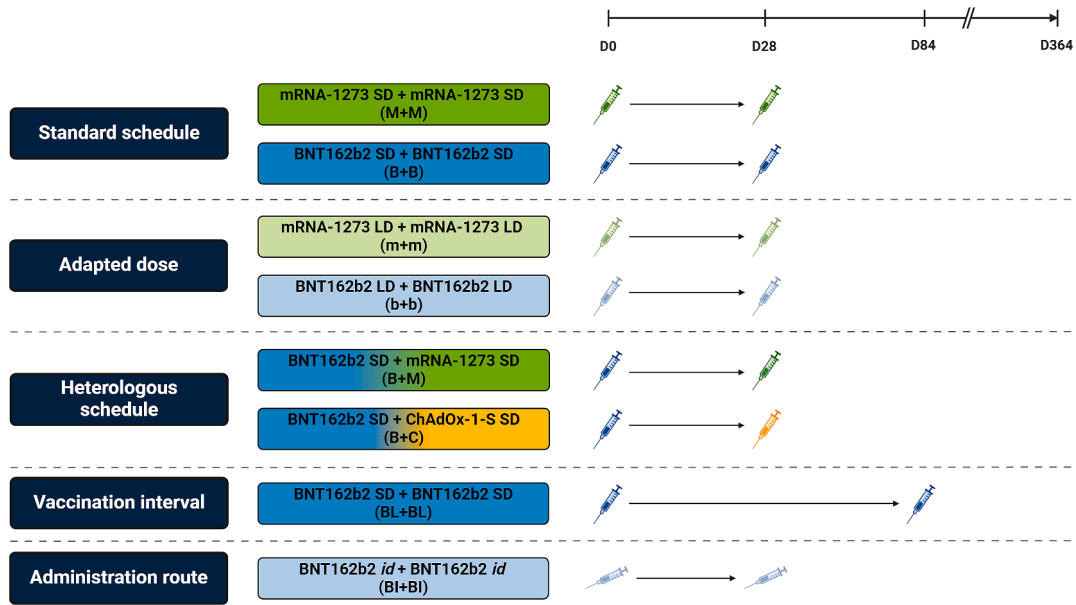 D0 D28 D84 D364
Standard schedule
mRNA-1273 SD + mRNA-1273 SD
(M+M)
BNT162b2 SD + BNT162b2 SD
(B+B)
Adapted dose
mRNA-1273 LD + mRNA-1273 LD
(m+m)
BNT162b2 LD + BNT162b2 LD
(b+b)
Heterologous
schedule
BNT162b2 SD + mRNA-1273 SD
(B+M)
BNT162b2 SD + ChAdOx-1-S SD
(B+C)
Vaccination interval
BNT162b2 SD + BNT162b2 SD
(BL+BL)
Administration route
BNT162b2 id + BNT162b2 id
(BI+BI)